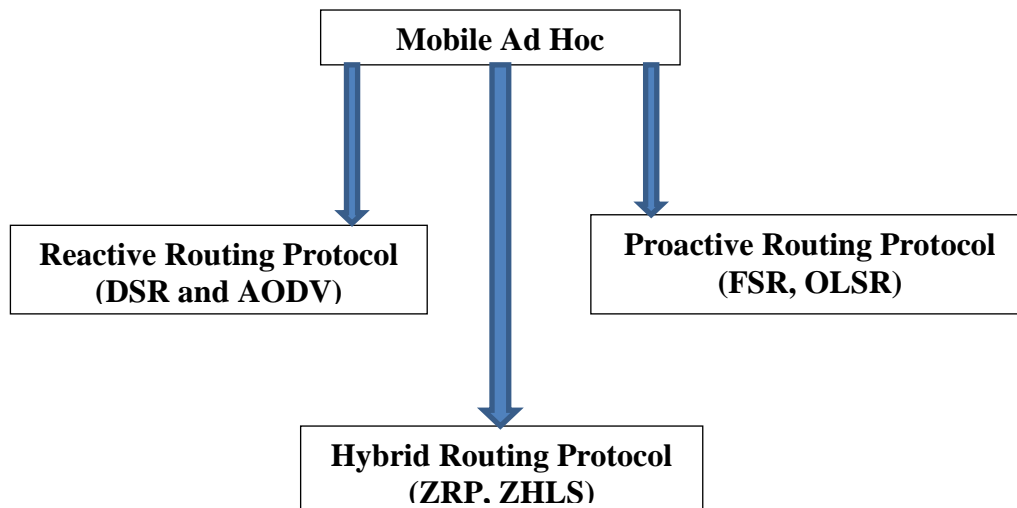 Mobile Ad Hoc
Reactive Routing Protocol
(DSR and AODV)
Proactive Routing Protocol
(FSR, OLSR)
Hybrid Routing Protocol
(ZRP, ZHLS)